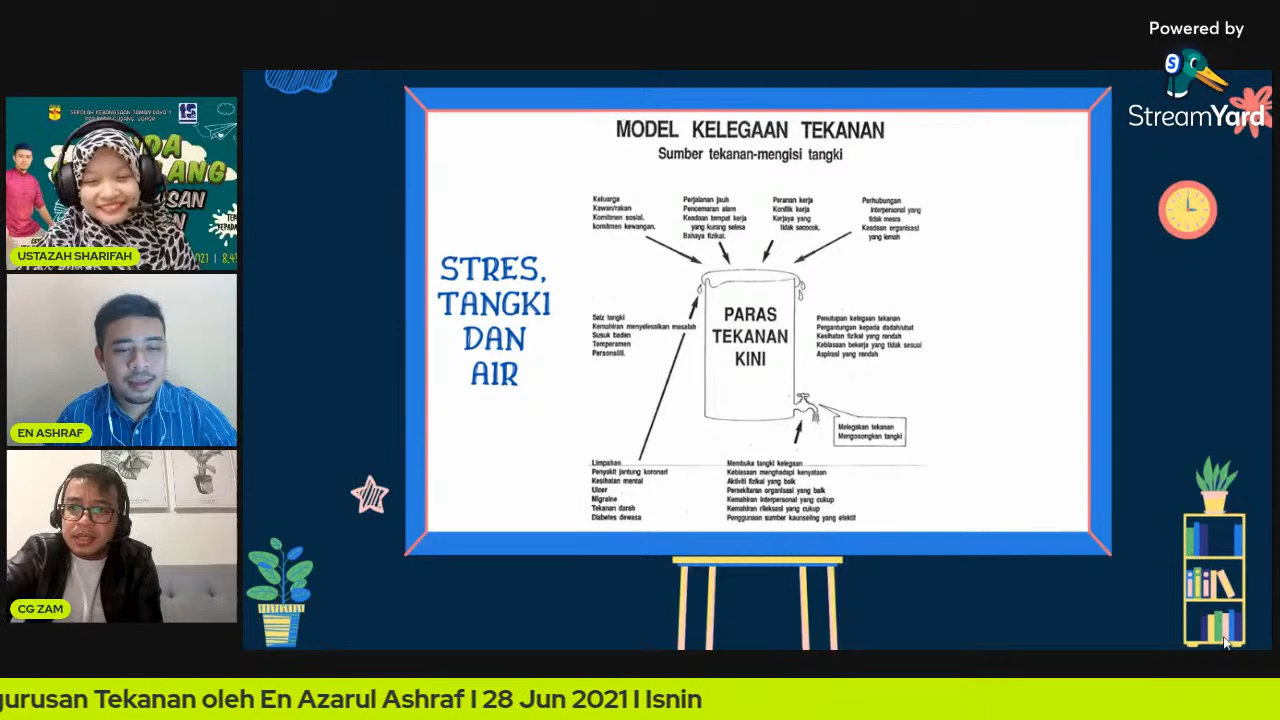 Powered by
StreamYard
SEKOLAH KEBANGSAAN TAMAN DAYA
USTAZAH SHARIFAH
EN ASHRAF
CG ZAM
STRES,
TANGKI
DAN
AIR
MODEL KELEGAAN TEKANAN
Sumber tekanan-mengisi tangki
Keluarga
Kawan/rakan
Komitmen sosial.
komitmen kewangan.
Perjalanan jauh
Pencemaran alam
Keadaan tempat kerja
yang kurang selesa
Bahaya fizikal.
Peranan kerja
Konflik kerja
Kerjaya yang
tidak secocok.
Perhubungan
interpersonal yang
tidak mesra
Keadaan organisasi
yang lemah
Saiz tangki
Kemahiran menyelesaikan masalah
Susuk badan
Temperamen
Personaliti.
PARAS
TEKANAN
KINI
Penutupan kelegaan tekanan
Pergantungan kepada dadah/ubat
Kesihatan fizikal yang rendah
Kebiasaan bekerja yang tidak sesuai
Aspirasi yang rendah
Melegakan tekanan
Mengosongkan tangki
Limpahan
Penyakit jantung koronari
Kesihatan mental
Ulcer
Migraine
Tekanan darah
Diabetes dewasa
Membuka tangki kelegaan
Kebiasaan menghadapi kenyataan
Aktiviti fizikal yang baik
Persekitaran organisasi yang baik
Kemahiran interpersonal yang cukup
Kemahiran rileksasi yang cukup
Penggunaan sumber kaunseling yang efektif
gurusan Tekanan oleh En Azarul Ashraf I 28 Jun 2021 I Isnin